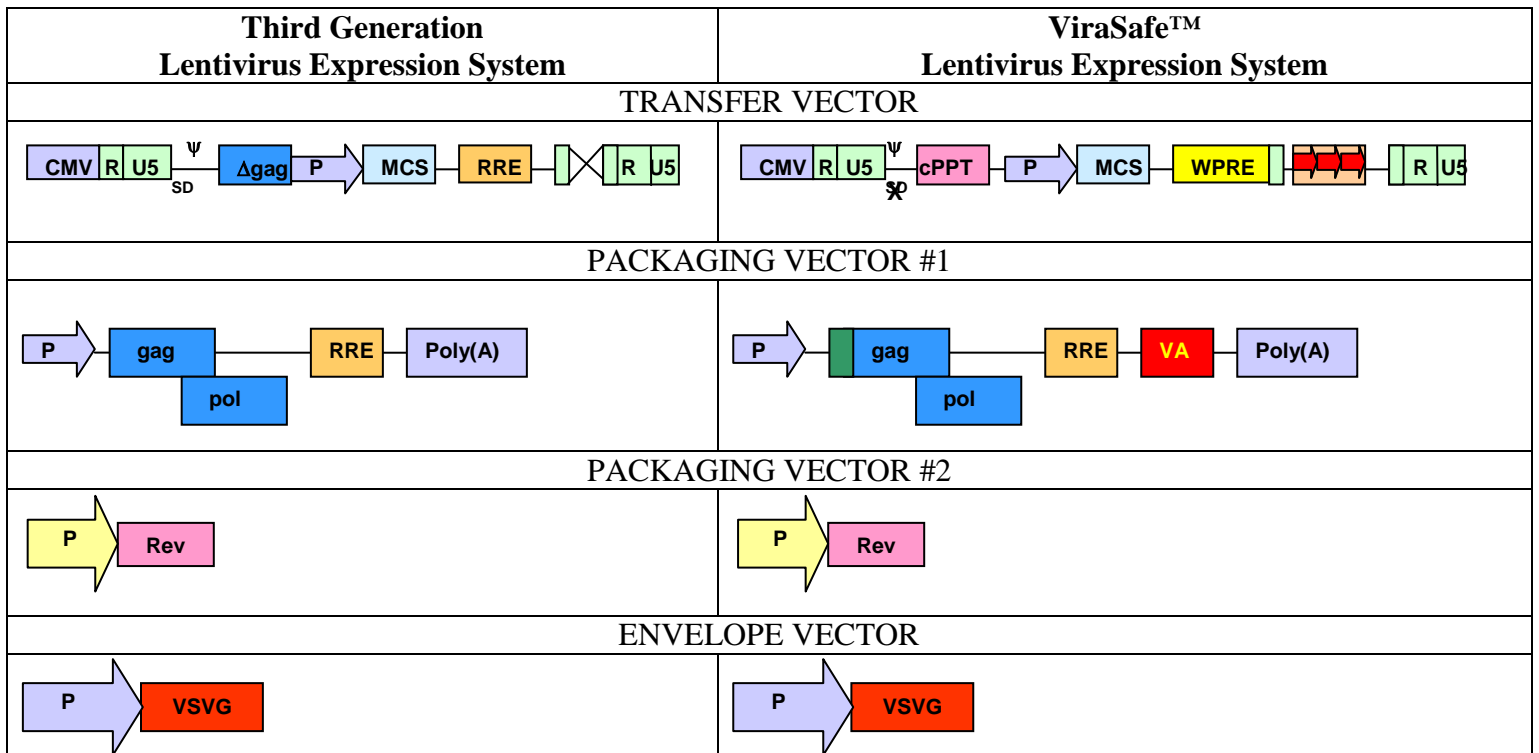 Third Generation
Lentivirus Expression System
ViraSafe™
Lentivirus Expression System
TRANSFER VECTOR
CMV R U5 ψ SD Δgag P MCS RRE R U5
CMV R U5 ψ SD X cPPT P MCS WPRE R U5
PACKAGING VECTOR #1
P gag RRE Poly(A)
pol
P gag RRE VA Poly(A)
pol
PACKAGING VECTOR #2
P Rev
P Rev
ENVELOPE VECTOR
P VSVG
P VSVG